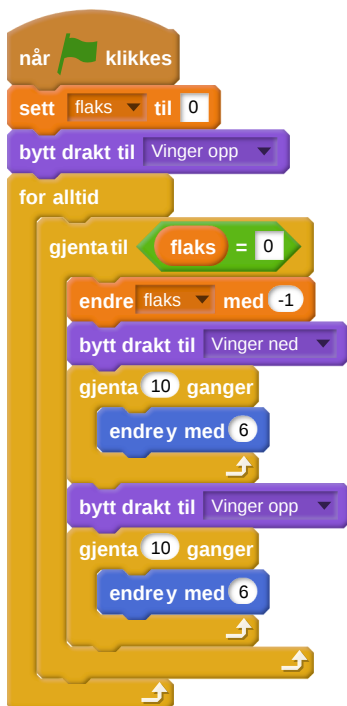 når klikkes
sett flaks til 0
bytt drakt til Vinger opp
for alltid
gjenta til flaks = 0
endre flaks med -1
bytt drakt til Vinger ned
gjenta 10 ganger
endre y med 6
bytt drakt til Vinger opp
gjenta 10 ganger
endre y med 6